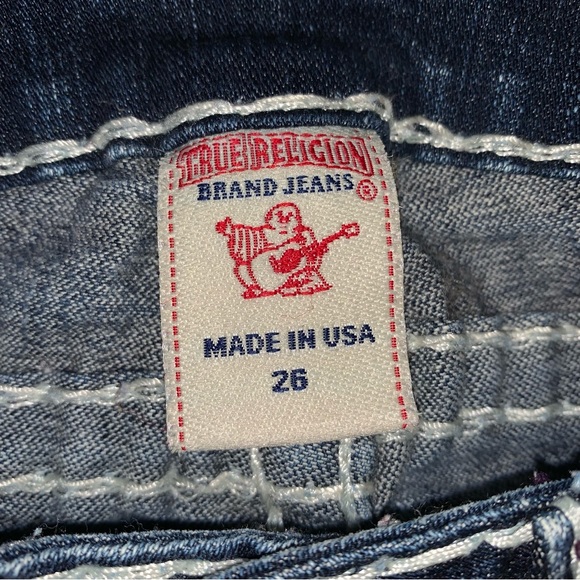 TRUE RELIGION
BRAND JEANS®
MADE IN USA
26